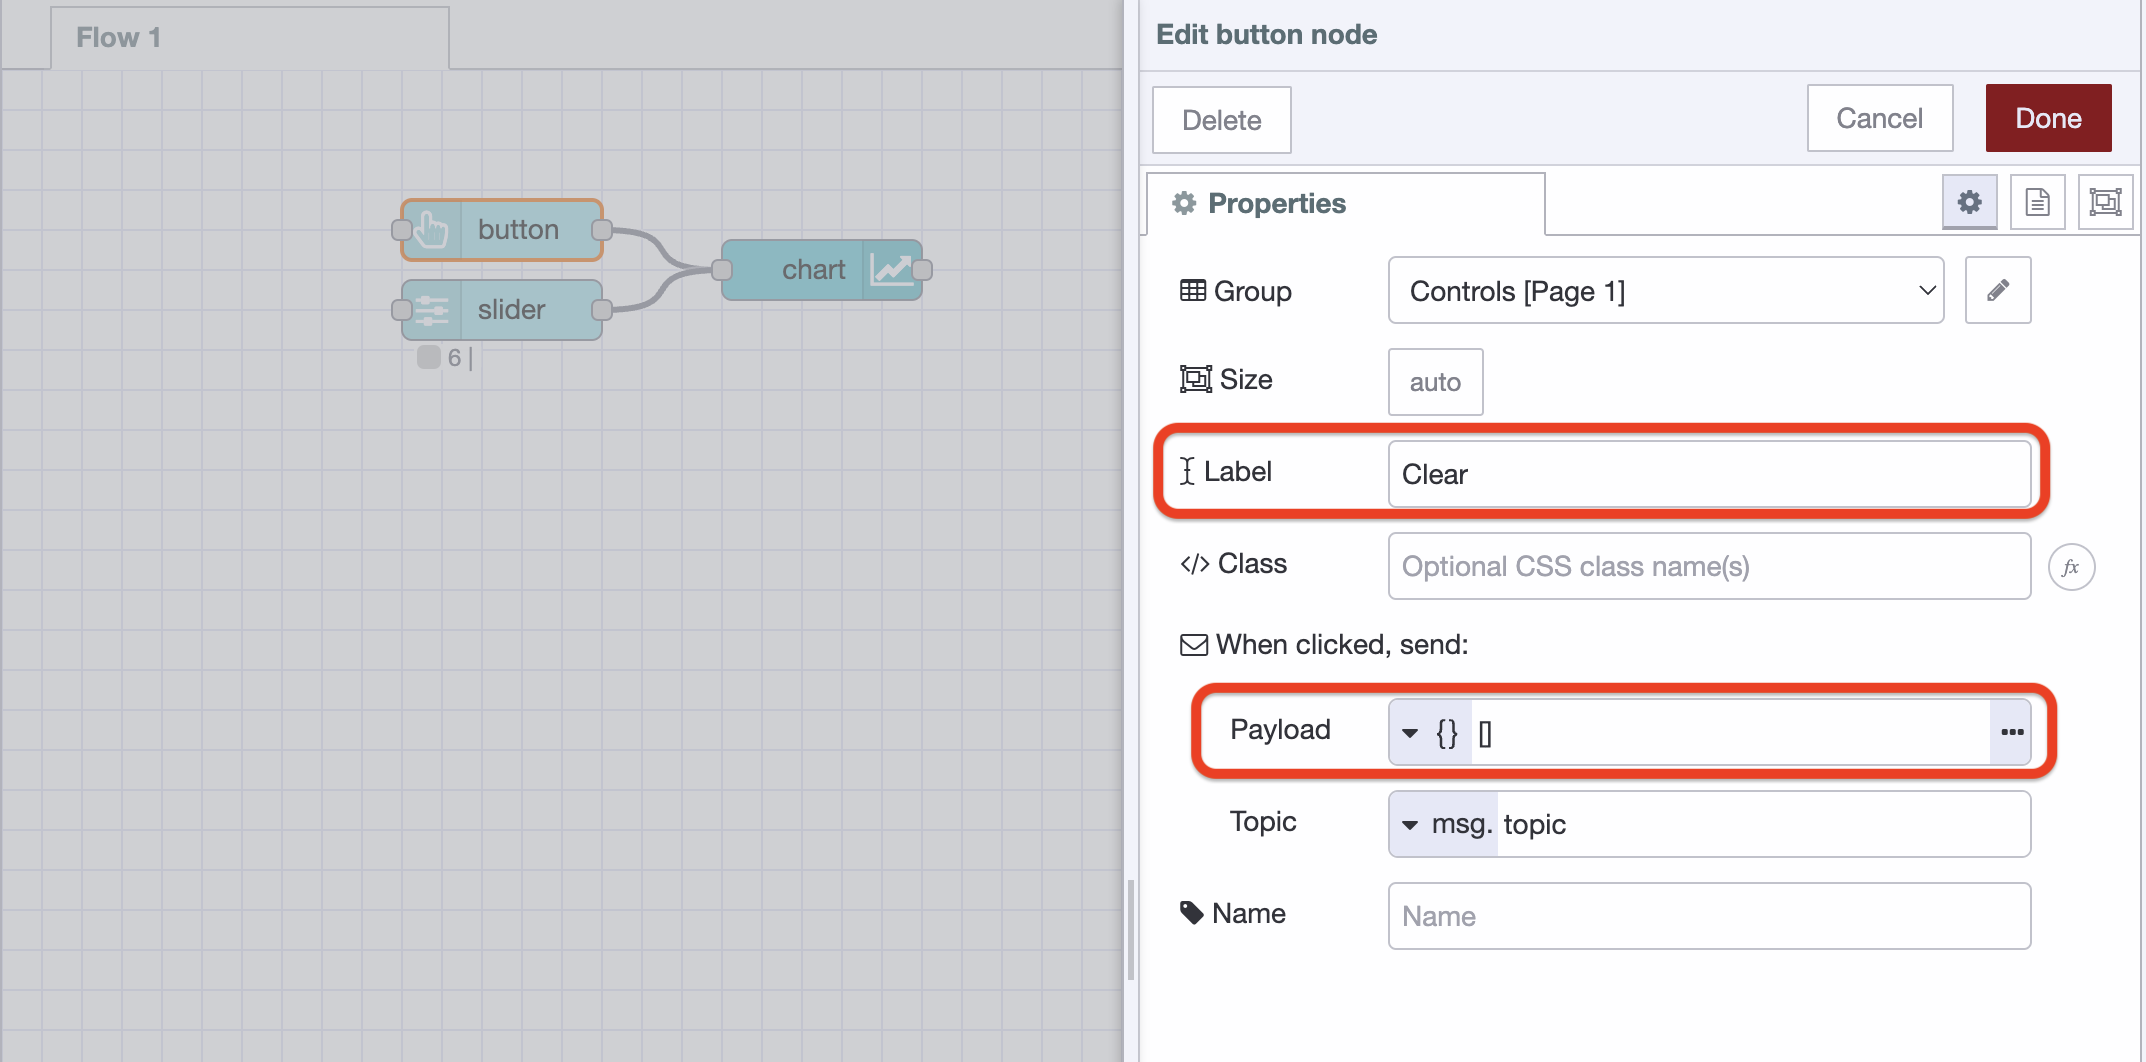 Flow 1
button
slider
6 |
chart
Edit button node
Delete
Cancel
Done
Properties
Group
Controls [Page 1]
Size
auto
Label
Clear
</> Class
Optional CSS class name(s)
fx
When clicked, send:
Payload
{} []
...
Topic
msg. topic
Name
Name